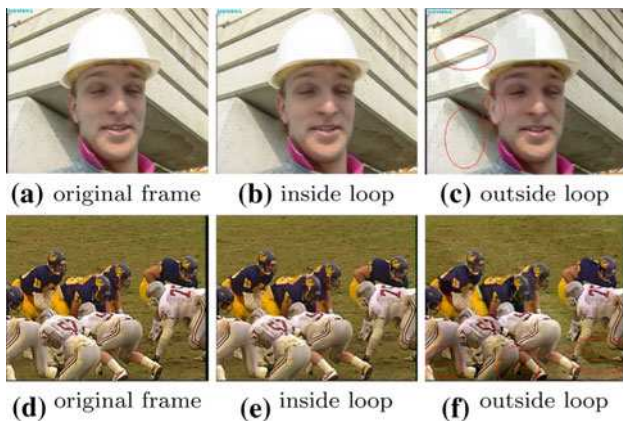 (a) original frame
(b) inside loop
(c) outside loop
(d) original frame
(e) inside loop
(f) outside loop